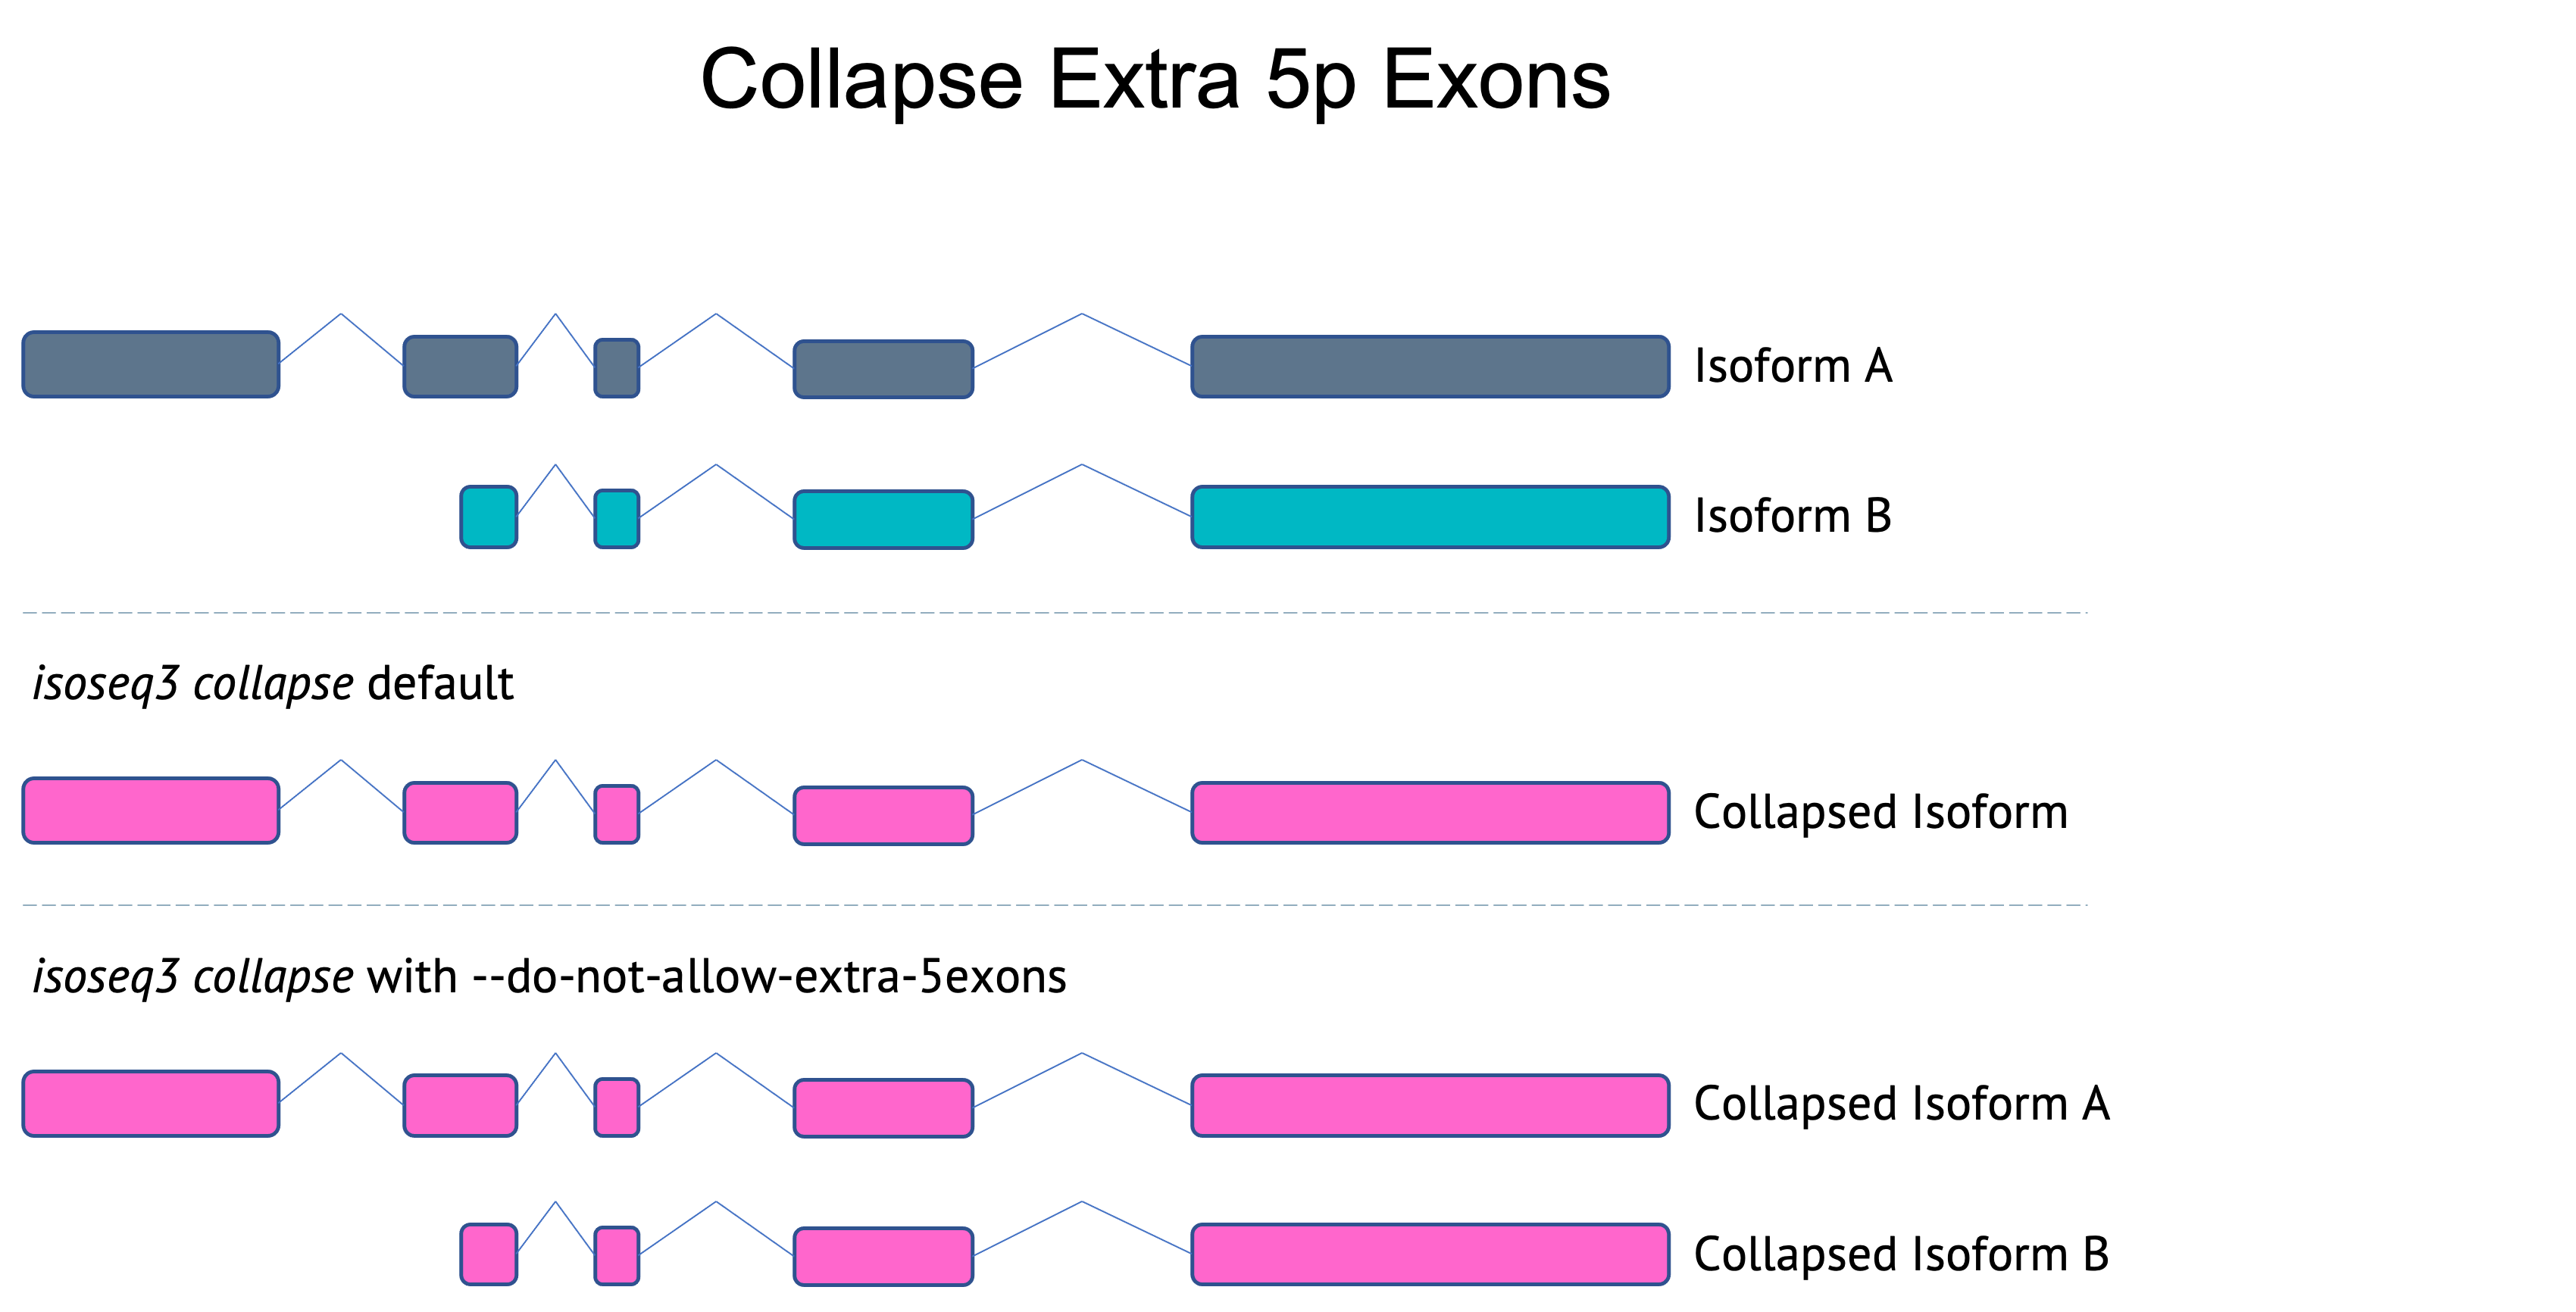 Collapse Extra 5p Exons
Isoform A
Isoform B
isoseq3 collapse default
Collapsed Isoform
isoseq3 collapse with --do-not-allow-extra-5exons
Collapsed Isoform A
Collapsed Isoform B